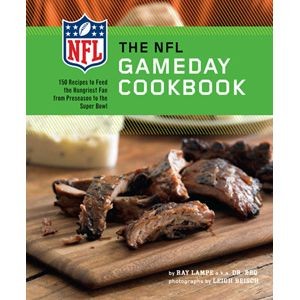 NFL
THE NFL
GAMEDAY
COOKBOOK
150 Recipes to Feed
the Hungriest Fan
from Preseason to the
Super Bowl
by RAY LAMPE a.k.a. DR. BBQ
photographs by LEIGH BEISCH